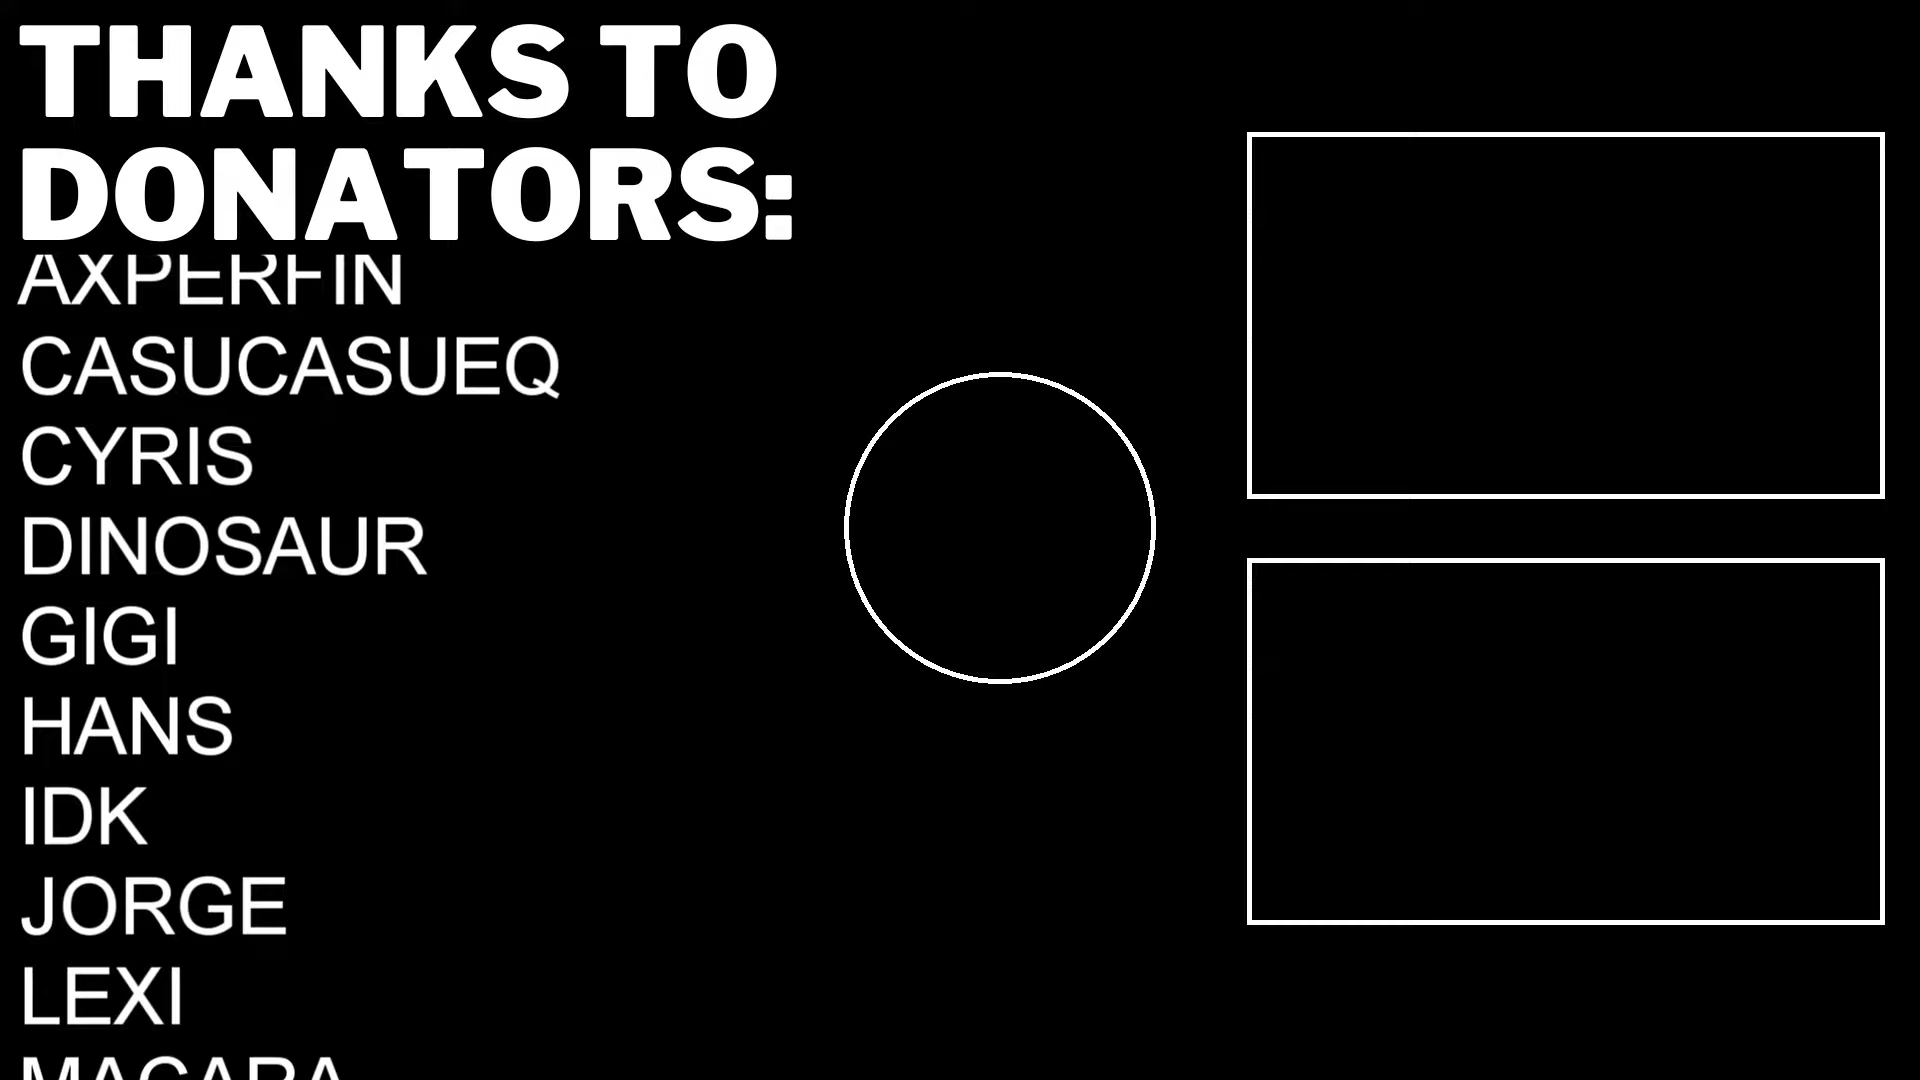 THANKS TO
DONATORS:
AXPERFIN
CASUCASUEQ
CYRIS
DINOSAUR
GIGI
HANS
IDK
JORGE
LEXI